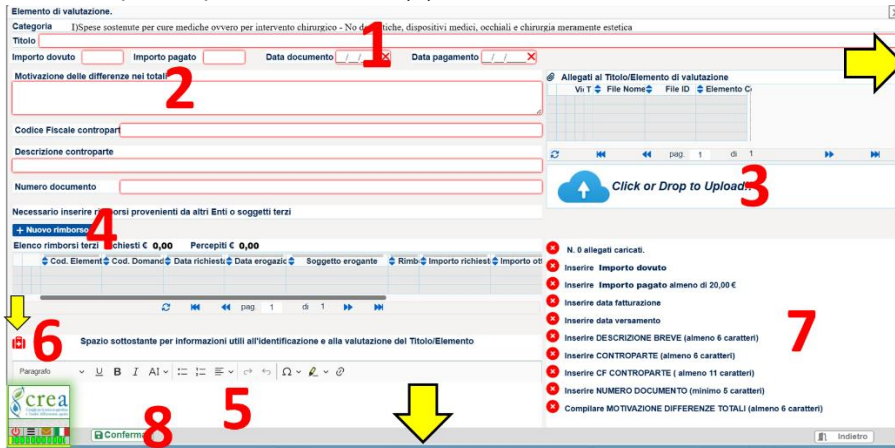 Elemento di valutazione.
Categoria I)Spese sostenute per cure mediche ovvero per intervento chirurgico - No di tiche, dispositivi medici, occhiali e chirurgia meramente estetica
Titolo
Importo dovuto Importo pagato Data documento _/_/_ X Data pagamento _/_/_ X
1
Motivazione delle differenze nei totali
2
Codice Fiscale contropart
Descrizione controparte
Numero documento
Allegati al Titolo/Elemento di valutazione
Vi T File Nome File ID Elemento C
pag. 1 di 1
Click or Drop to Upload!!
3
Necessario inserire ri borsi provenienti da altri Enti o soggetti terzi
+ Nuovo rimborso
4
Elenco rimborsi terzi chiesti € 0,00 Percepiti € 0,00
Cod. Element Cod. Domand Data richiest Data erogazic Soggetto erogante Rimb Importo richiest Importo ott
pag. 1 di 1
6
Spazio sottostante per informazioni utili all'identificazione e alla valutazione del Titolo/Elemento
Paragrafo U B I AI Ω
5
N. 0 allegati caricati.
Inserire Importo dovuto
Inserire Importo pagato almeno di 20,00 €
Inserire data fatturazione
Inserire data versamento
Inserire DESCRIZIONE BREVE (almeno 6 caratteri)
Inserire CONTROPARTE (almeno 6 caratteri)
Inserire CF CONTROPARTE ( almeno 11 caratteri)
Inserire NUMERO DOCUMENTO (minimo 5 caratteri)
Compilare MOTIVAZIONE DIFFERENZE TOTALI (almeno 6 caratteri)
7
crea
Conferma
8
Indietro